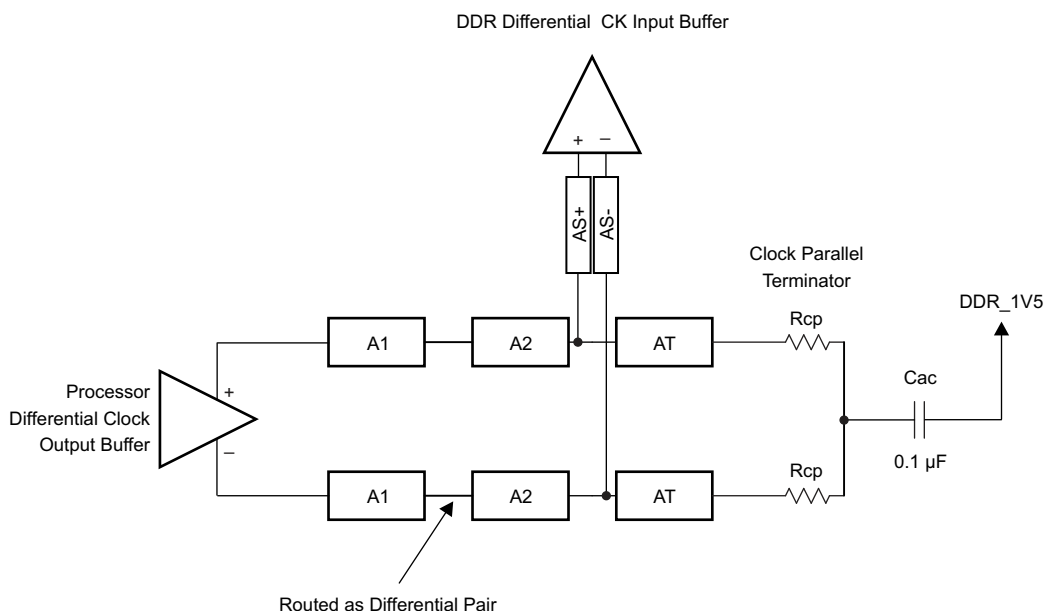 DDR Differential CK Input Buffer
+ –
AS+
AS-
Clock Parallel
Terminator
DDR_1V5
A1
A2
AT
Rcp
Cac
0.1 µF
Processor
Differential Clock
Output Buffer
+
–
A1
A2
AT
Rcp
Routed as Differential Pair